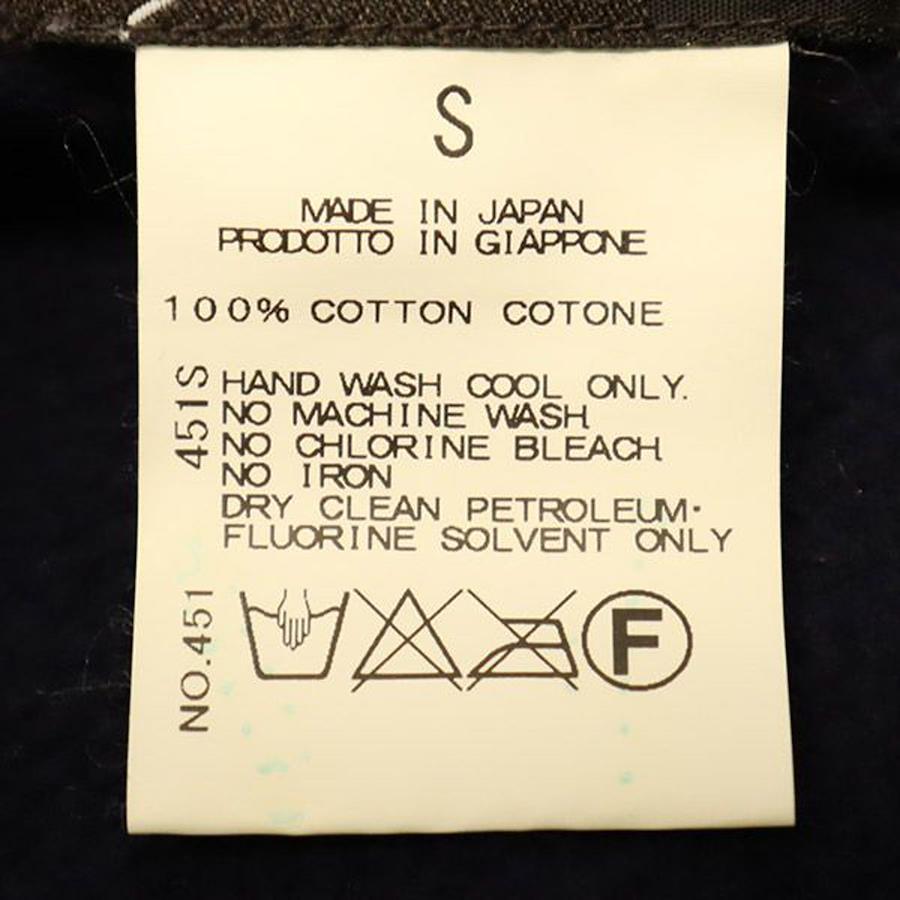 S
MADE IN JAPAN
PRODOTTO IN GIAPPONE
100% COTTON COTONE
451S
HAND WASH COOL ONLY.
NO MACHINE WASH
NO CHLORINE BLEACH
NO IRON
DRY CLEAN PETROLEUM・
FLUORINE SOLVENT ONLY
NO.451
F